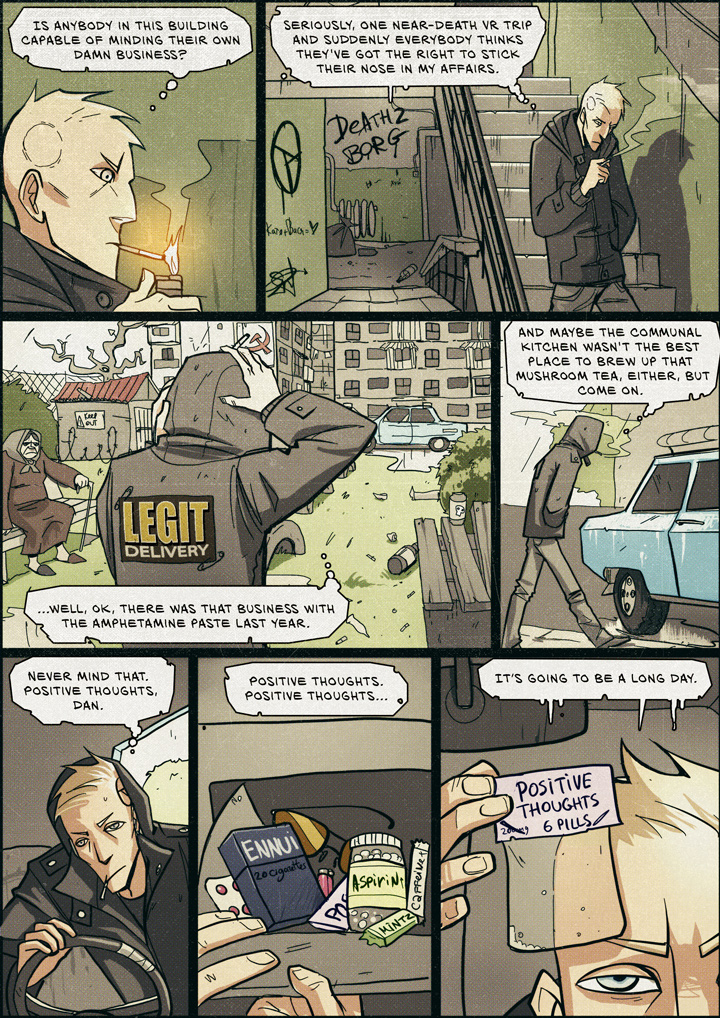 IS ANYBODY IN THIS BUILDING
CAPABLE OF MINDING THEIR OWN
DAMN BUSINESS?
SERIOUSLY, ONE NEAR-DEATH VR TRIP
AND SUDDENLY EVERYBODY THINKS
THEY'VE GOT THE RIGHT TO STICK
THEIR NOSE IN MY AFFAIRS.
DEATHZ
BORG
KEEP
OUT
LEGIT
DELIVERY
...WELL, OK, THERE WAS THAT BUSINESS WITH
THE AMPHETAMINE PASTE LAST YEAR.
AND MAYBE THE COMMUNAL
KITCHEN WASN'T THE BEST
PLACE TO BREW UP THAT
MUSHROOM TEA, EITHER, BUT
COME ON.
NEVER MIND THAT.
POSITIVE THOUGHTS,
DAN.
POSITIVE THOUGHTS.
POSITIVE THOUGHTS...
ENNUI
20 cigarettes
ASPIRIN
MINTZ
IT'S GOING TO BE A LONG DAY.
POSITIVE
THOUGHTS
6 PILLS